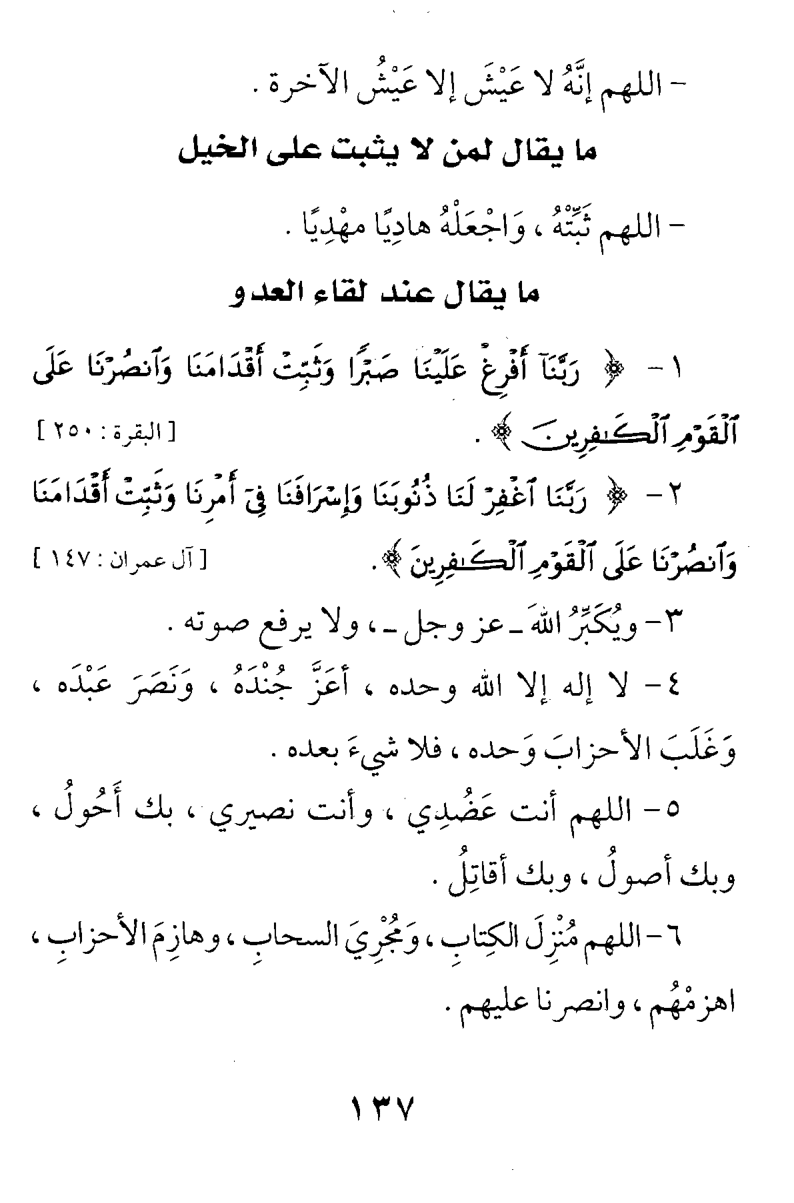 - اللهم إنَّهُ لا عَيْشَ إلا عَيْشُ الآخرة .
ما يقال لمن لا يثبت على الخيل
- اللهم ثَبِّتْهُ ، وَاجْعَلْهُ هادِيًا مهْدِيًا .
ما يقال عند لقاء العدو
١- ﴿ رَبَّنَآ أَفْرِغْ عَلَيْنَا صَبْرًا وَثَبِّتْ أَقْدَامَنَا وَٱنصُرْنَا عَلَى
ٱلْقَوْمِ ٱلْكَـٰفِرِينَ ﴾ . [ البقرة : ٢٥٠ ]
٢- ﴿ رَبَّنَا ٱغْفِرْ لَنَا ذُنُوبَنَا وَإِسْرَافَنَا فِىٓ أَمْرِنَا وَثَبِّتْ أَقْدَامَنَا
وَٱنصُرْنَا عَلَى ٱلْقَوْمِ ٱلْكَـٰفِرِينَ ﴾. [ آل عمران : ١٤٧ ]
٣- ويُكَبِّرُ اللهَ ـ عز وجل ـ ، ولا يرفع صوته .
٤- لا إله إلا الله وحده ، أعَزَّ جُنْدَهُ ، وَنَصَرَ عَبْدَه ،
وَغَلَبَ الأحزابَ وَحده ، فلا شيءَ بعده .
٥- اللهم أنت عَضُدِي ، وأنت نصيري ، بك أَحُولُ ،
وبك أصولُ ، وبك أقاتِلُ .
٦- اللهم مُنْزِلَ الكِتابِ ، وَمُجْرِيَ السحابِ ، وهازِمَ الأحزابِ ،
اهزمْهُم ، وانصرنا عليهم .
١٣٧